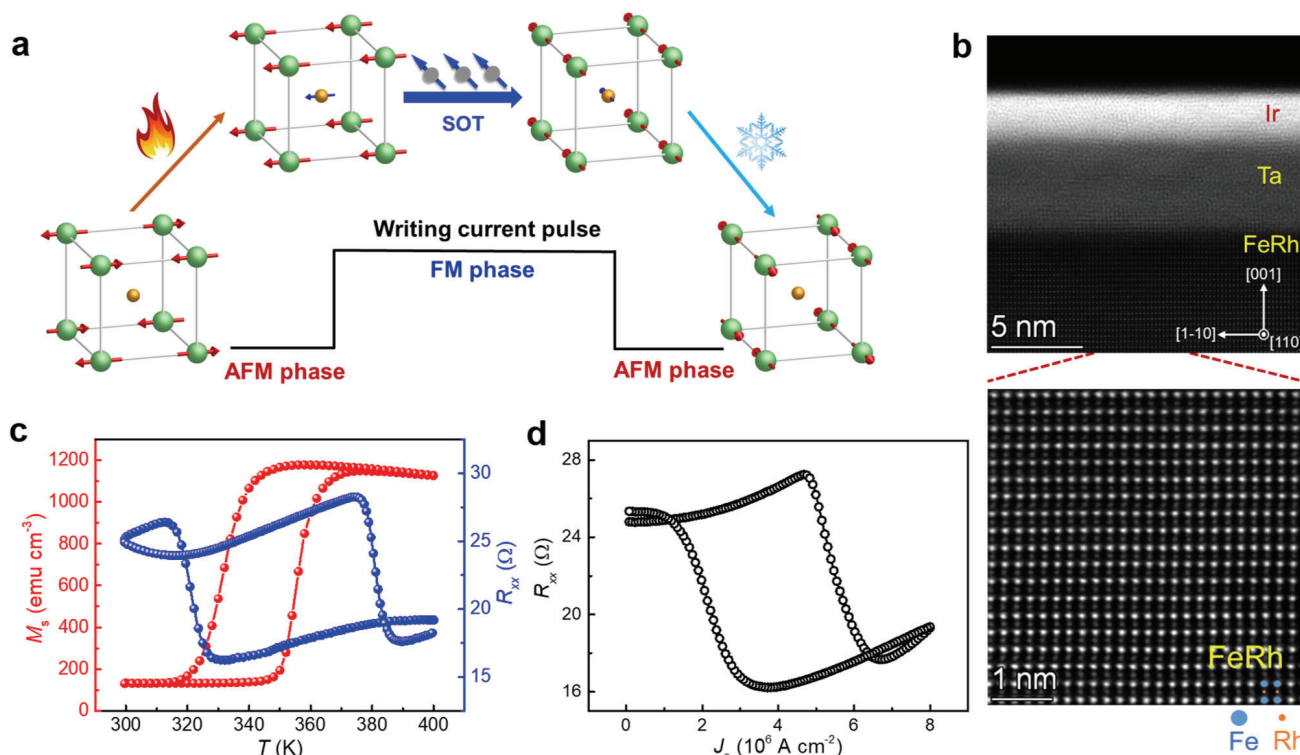 a
SOT
Writing current pulse
FM phase
AFM phase
AFM phase
b
Ir
Ta
FeRh
[001]
[1-10]
[110]
5 nm
FeRh
1 nm
Fe
Rh
c
1200
1000
800
600
400
200
0
Ms (emu cm-3)
300
320
340
360
380
400
T (K)
30
25
20
15
Rxx (Ω)
d
28
24
20
16
Rxx (Ω)
0
2
4
6
8
(10⁶ A cm-2)